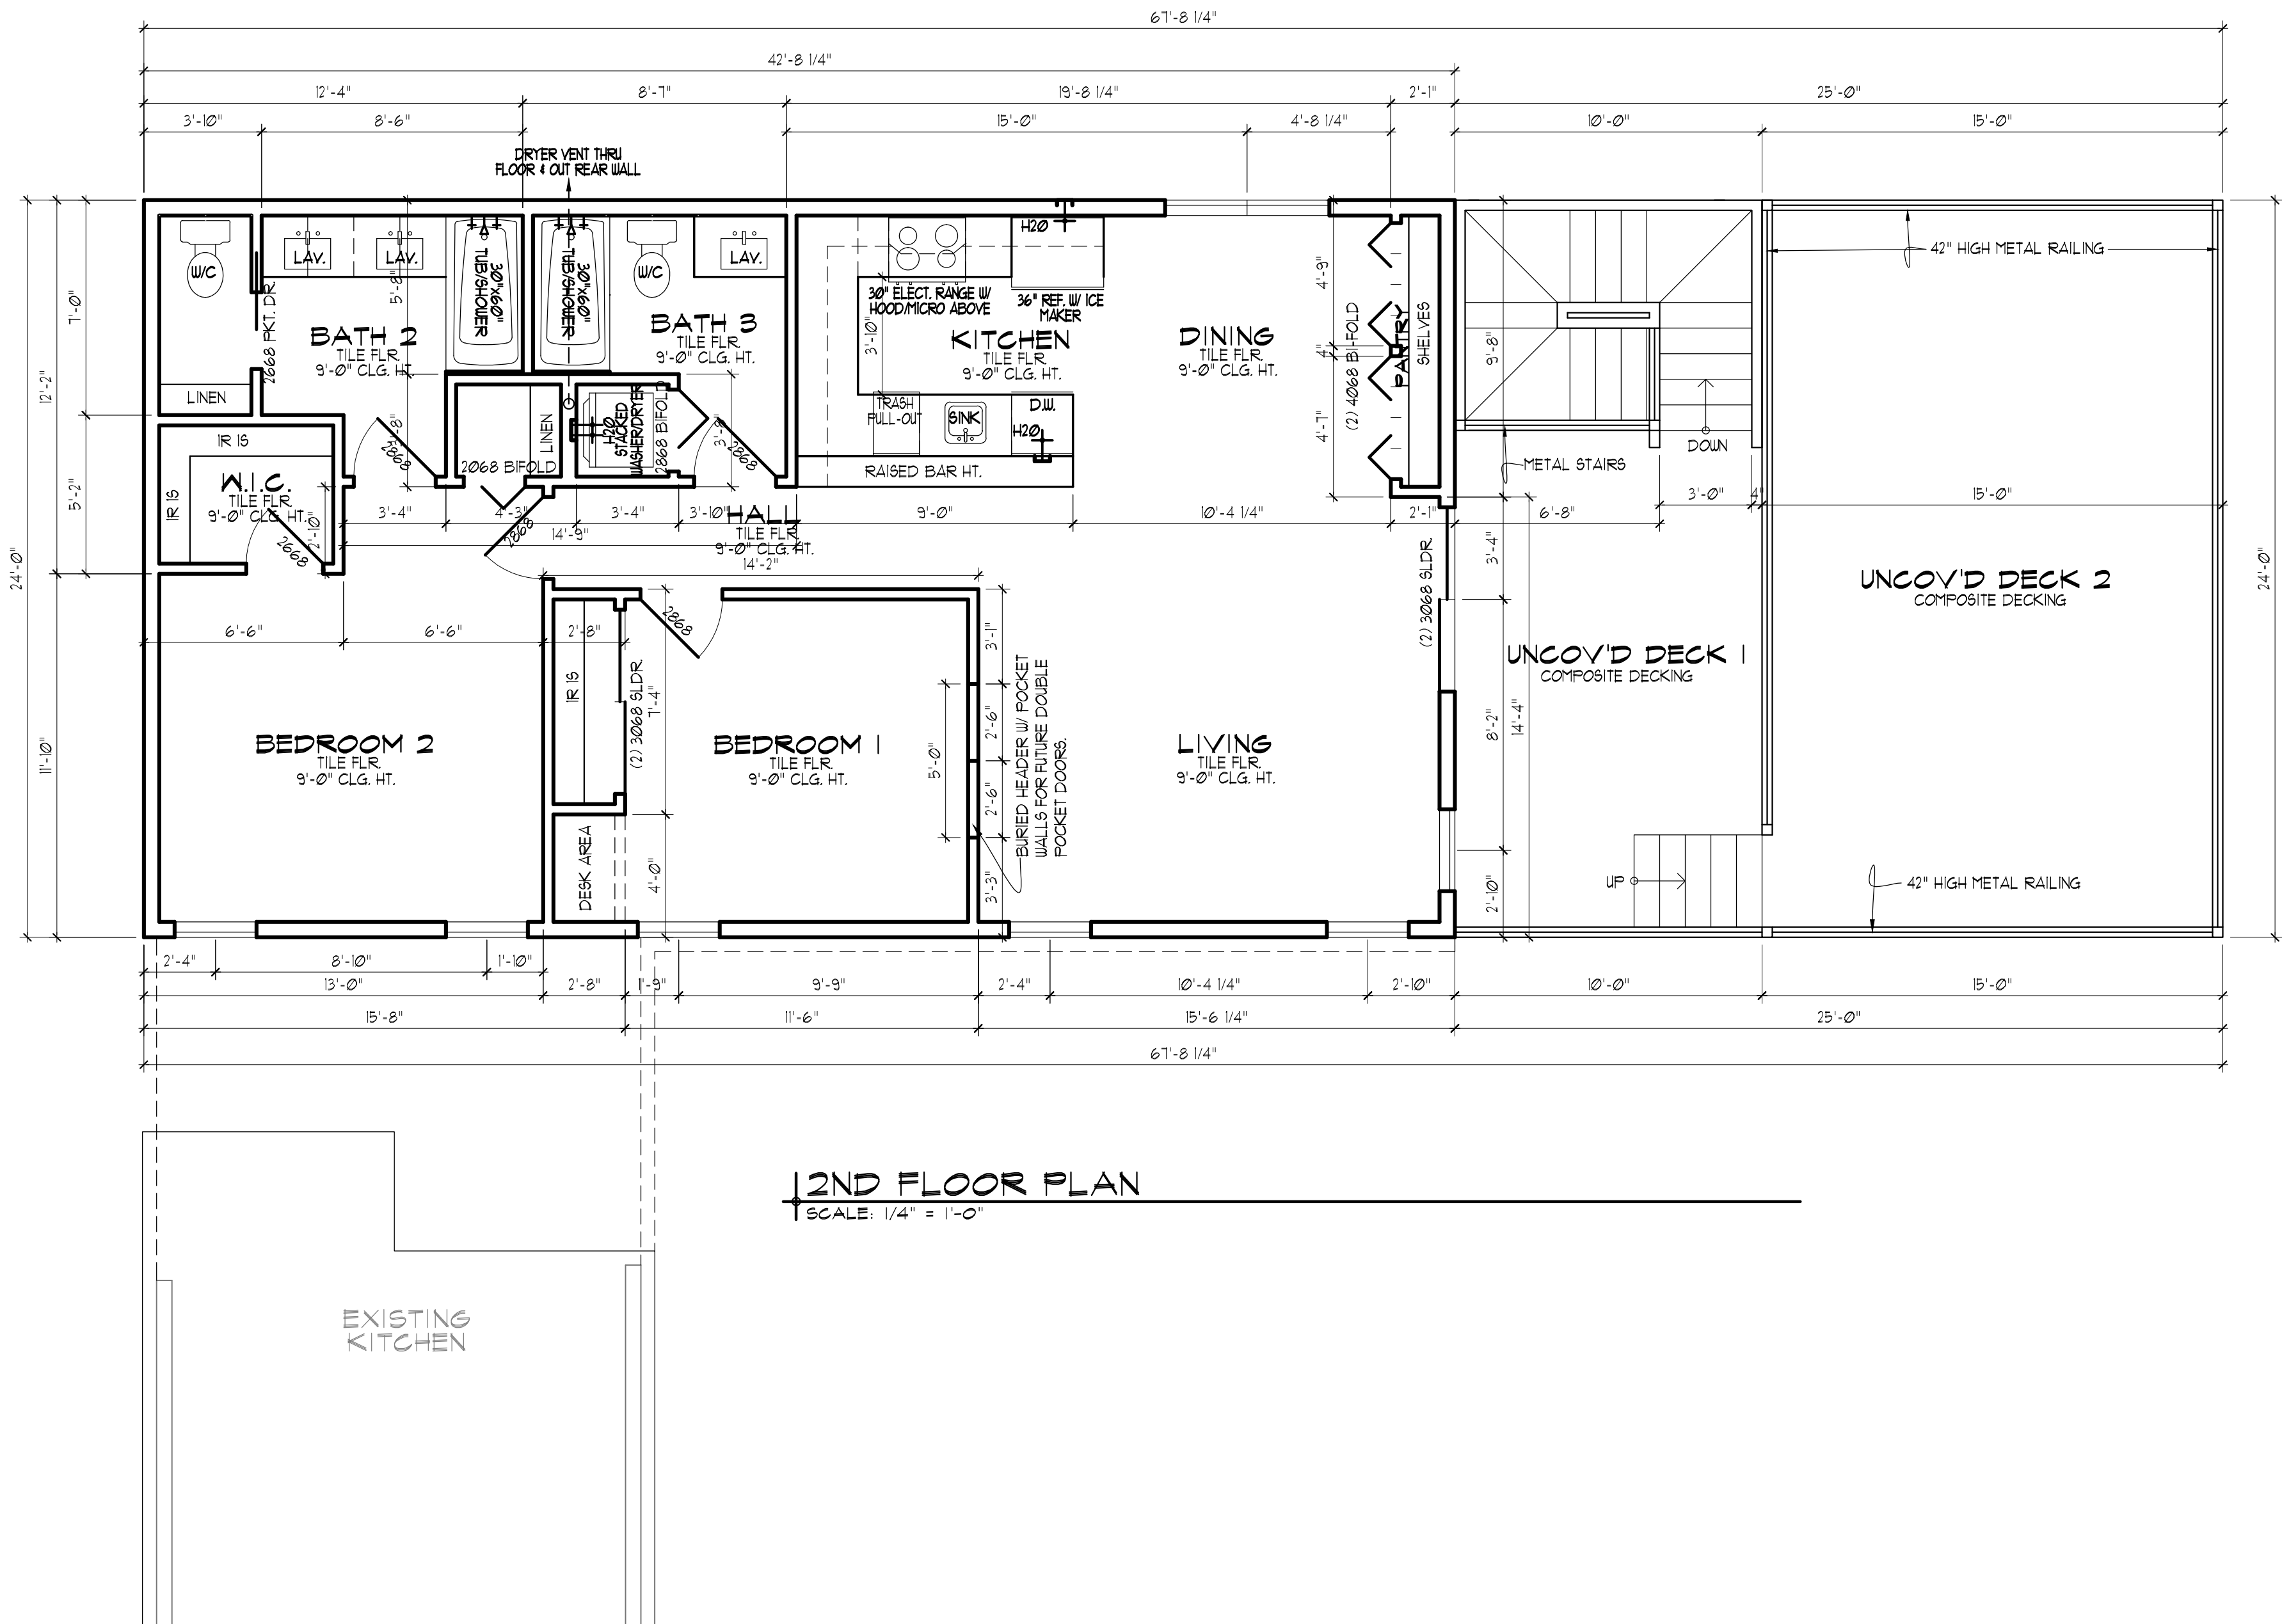 67'-8 1/4"
42'-8 1/4"
12'-4"
8'-7"
19'-8 1/4"
2'-1"
25'-0"
3'-10"
8'-6"
15'-0"
4'-8 1/4"
10'-0"
15'-0"
DRYER VENT THRU
FLOOR & OUT REAR WALL
24'-0"
12'-2"
11'-10"
7'-0"
5'-2"
W/C
2668 PKT. DR.
LINEN
LAV.
LAV.
5'-8"
BATH 2
TILE FLR.
9'-0" CLG. HT.
30"x60"
TUB/SHOWER
30"x60"
TUB/SHOWER
W/C
LAV.
BATH 3
TILE FLR.
9'-0" CLG. HT.
H2O
30" ELECT. RANGE W/
HOOD/MICRO ABOVE
36" REF. W/ ICE
MAKER
3'-10"
KITCHEN
TILE FLR.
9'-0" CLG. HT.
TRASH
PULL-OUT
SINK
D.W.
H2O
RAISED BAR HT.
DINING
TILE FLR.
9'-0" CLG. HT.
4'-9"
4"
4'-7"
(2) 4068 BI-FOLD
PANTRY
SHELVES
9'-8"
42" HIGH METAL RAILING
DOWN
METAL STAIRS
3'-0"
4"
15'-0"
6'-8"
1R 1S
1R 1S
W.I.C.
TILE FLR.
9'-0" CLG. HT.
2668
2'-10"
2868
3'-8"
2068 BIFOLD
LINEN
H2O
STACKED
WASHER/DRYER
2868 BIFOLD
3'-8"
2868
3'-4"
4'-3"
3'-4"
3'-10"
9'-0"
10'-4 1/4"
2'-1"
2868
HALL
TILE FLR.
9'-0" CLG. HT.
14'-9"
14'-2"
(2) 3068 SLDR.
3'-4"
8'-2"
14'-4"
2'-10"
UNCOV'D DECK 2
COMPOSITE DECKING
UNCOV'D DECK 1
COMPOSITE DECKING
24'-0"
6'-6"
6'-6"
2'-8"
2868
1R 1S
(2) 3068 SLDR.
7'-4"
BEDROOM 2
TILE FLR.
9'-0" CLG. HT.
BEDROOM 1
TILE FLR.
9'-0" CLG. HT.
DESK AREA
4'-0"
5'-0"
3'-1"
2'-6"
2'-6"
3'-3"
BURIED HEADER W/ POCKET
WALLS FOR FUTURE DOUBLE
POCKET DOORS.
LIVING
TILE FLR.
9'-0" CLG. HT.
UP
42" HIGH METAL RAILING
2'-4"
8'-10"
1'-10"
13'-0"
2'-8"
1'-9"
9'-9"
2'-4"
10'-4 1/4"
2'-10"
10'-0"
15'-0"
15'-8"
11'-6"
15'-6 1/4"
25'-0"
67'-8 1/4"
2ND FLOOR PLAN
SCALE: 1/4" = 1'-0"
EXISTING
KITCHEN